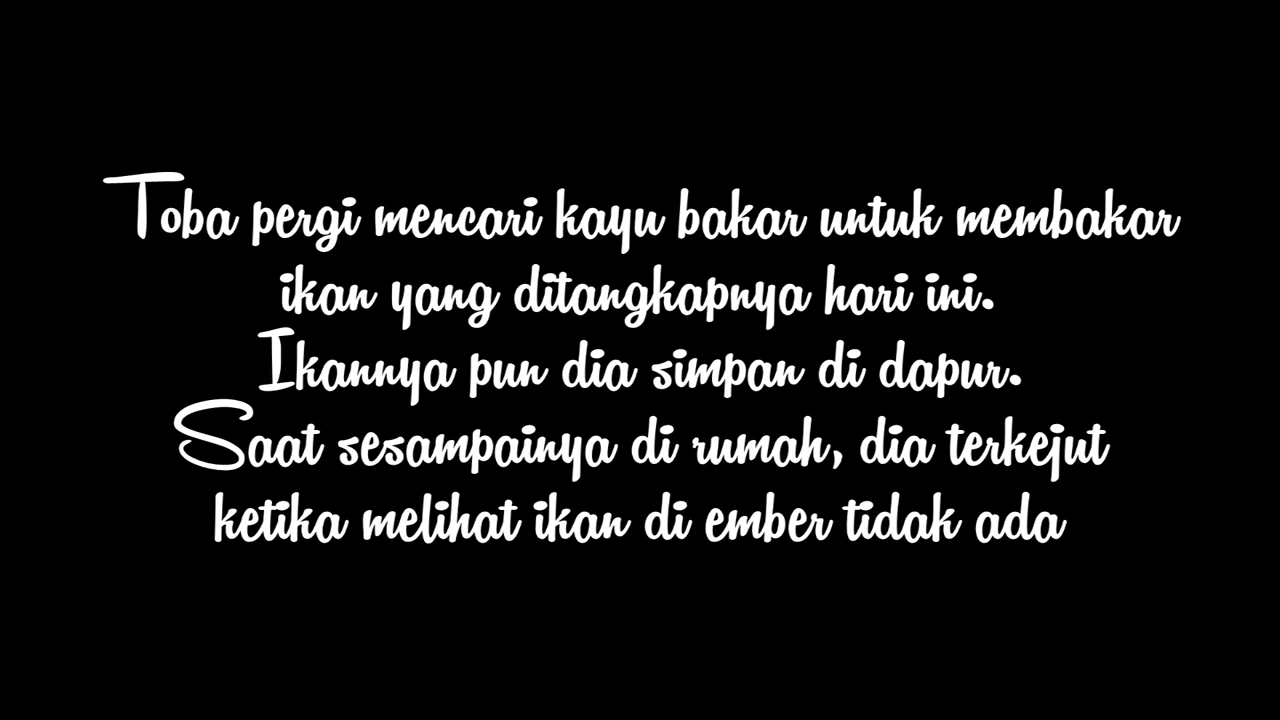 Toba pergi mencari kayu bakar untuk membakar
ikan yang ditangkapnya hari ini.
Ikannya pun dia simpan di dapur.
Saat sesampainya di rumah, dia terkejut
ketika melihat ikan di ember tidak ada